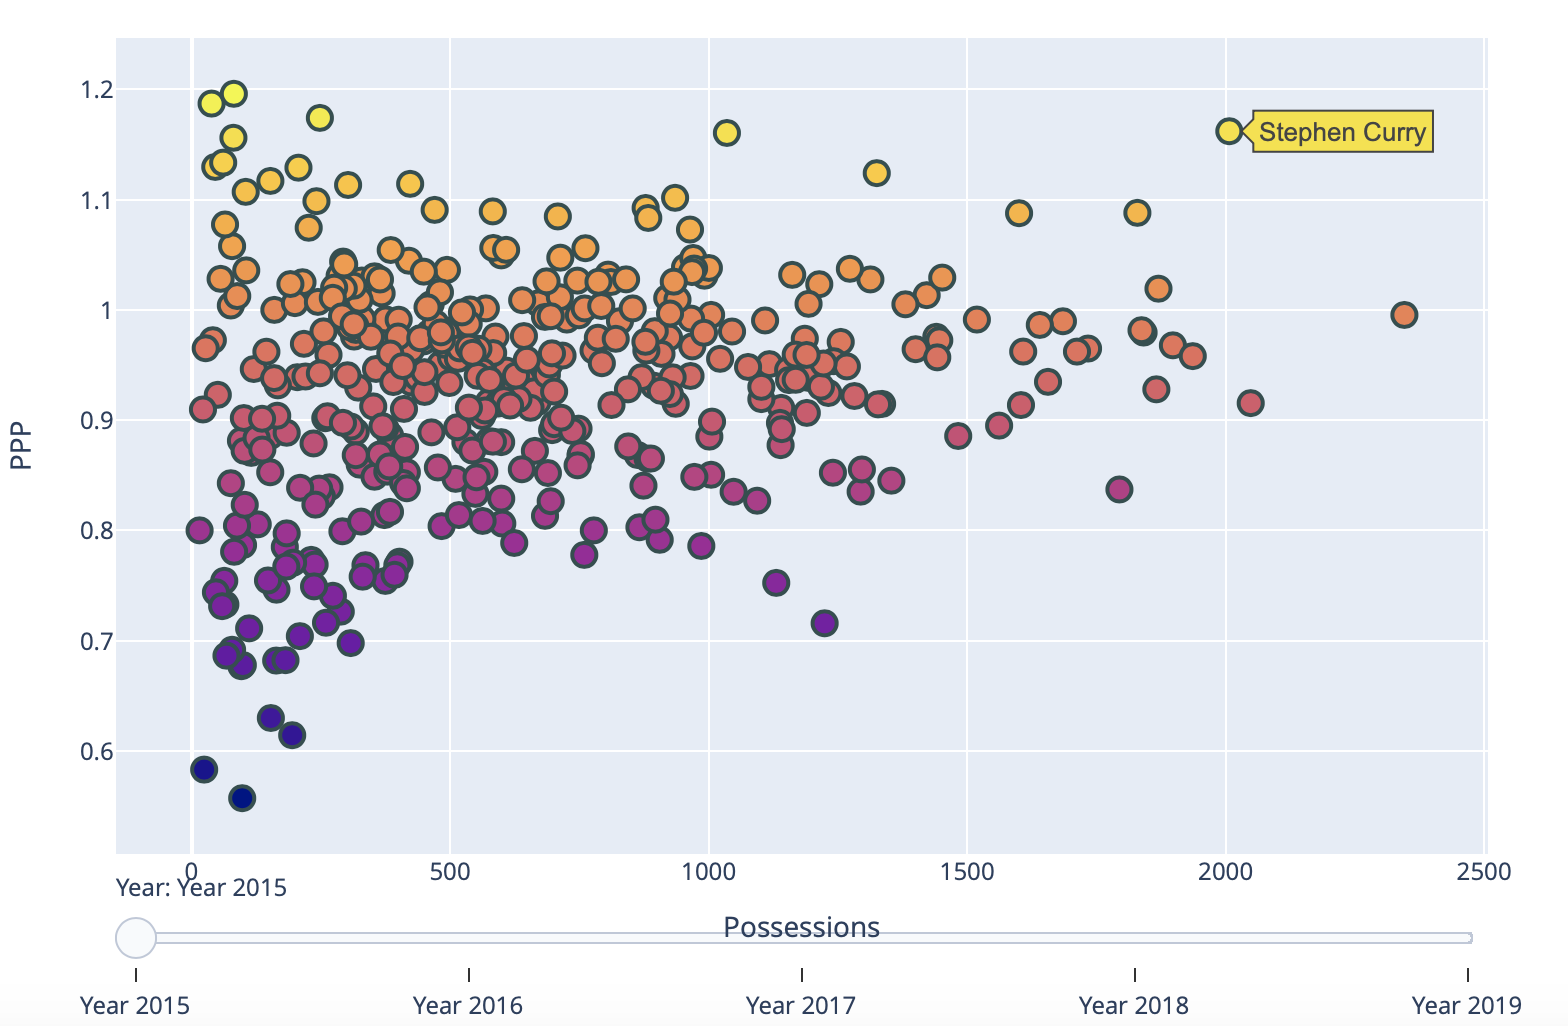 1.2
Stephen Curry
1.1
1
PPP
0.9
0.8
0.7
0.6
0
500
1000
1500
2000
2500
Year: Year 2015
Possessions
Year 2015
Year 2016
Year 2017
Year 2018
Year 2019